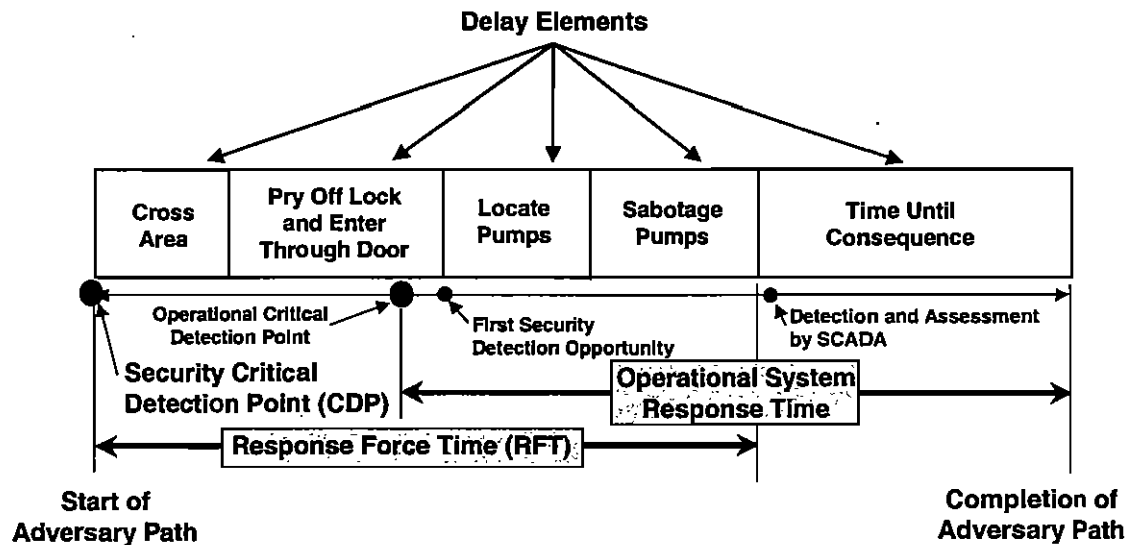 Delay Elements
Cross
Area
Pry Off Lock
and Enter
Through Door
Locate
Pumps
Sabotage
Pumps
Time Until
Consequence
Operational Critical
Detection Point
First Security
Detection Opportunity
Detection and Assessment
by SCADA
Security Critical
Detection Point (CDP)
Operational System
Response Time
Response Force Time (RFT)
Start of
Adversary Path
Completion of
Adversary Path